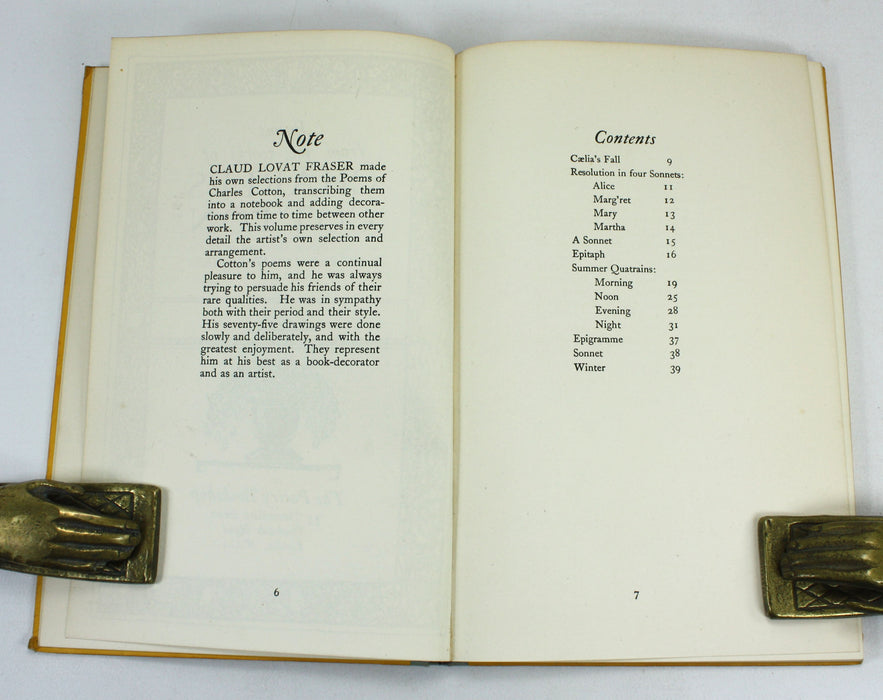 Note
CLAUD LOVAT FRASER made
his own selections from the Poems of
Charles Cotton, transcribing them
into a notebook and adding decora-
tions from time to time between other
work. This volume preserves in every
detail the artist's own selection and
arrangement.
Cotton's poems were a continual
pleasure to him, and he was always
trying to persuade his friends of their
rare qualities. He was in sympathy
both with their period and their style.
His seventy-five drawings were done
slowly and deliberately, and with the
greatest enjoyment. They represent
him at his best as a book-decorator
and as an artist.
6
Contents
Cælia's Fall 9
Resolution in four Sonnets:
Alice 11
Marg'ret 12
Mary 13
Martha 14
A Sonnet 15
Epitaph 16
Summer Quatrains:
Morning 19
Noon 25
Evening 28
Night 31
Epigramme 37
Sonnet 38
Winter 39
7